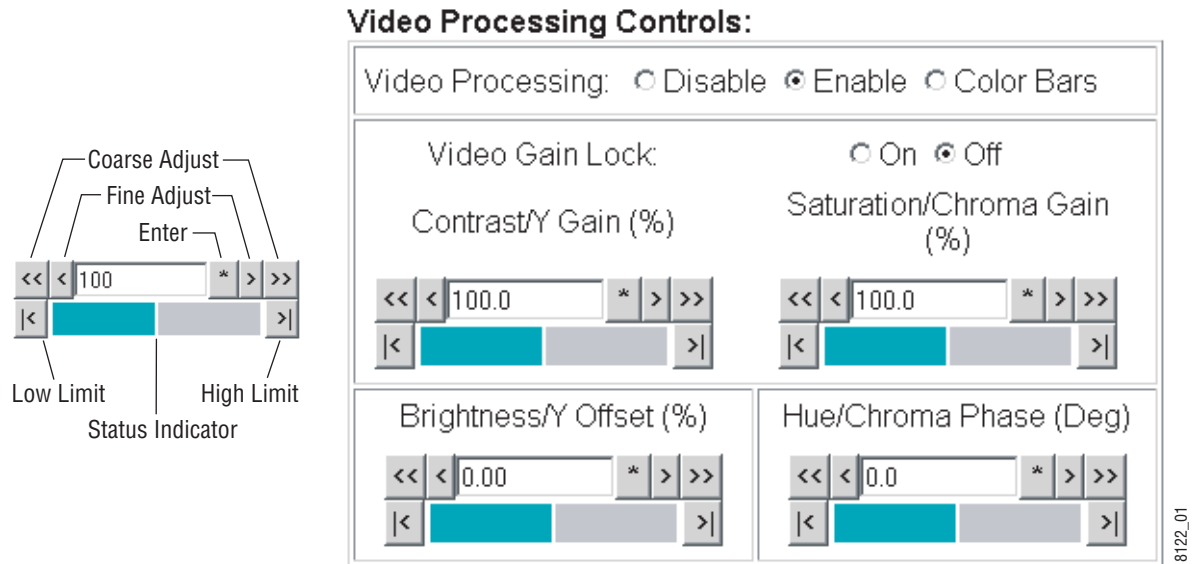 Video Processing Controls:
Video Processing: Disable Enable Color Bars
Video Gain Lock: On Off
Contrast/Y Gain (%)
Saturation/Chroma Gain
(%)
<< < 100.0 * > >>
|< >|
<< < 100.0 * > >>
|< >|
Brightness/Y Offset (%)
<< < 0.00 * > >>
|< >|
Hue/Chroma Phase (Deg)
<< < 0.0 * > >>
|< >|
Coarse Adjust
Fine Adjust
Enter
<< < 100 * > >>
|< >|
Low Limit
High Limit
Status Indicator
8122_01